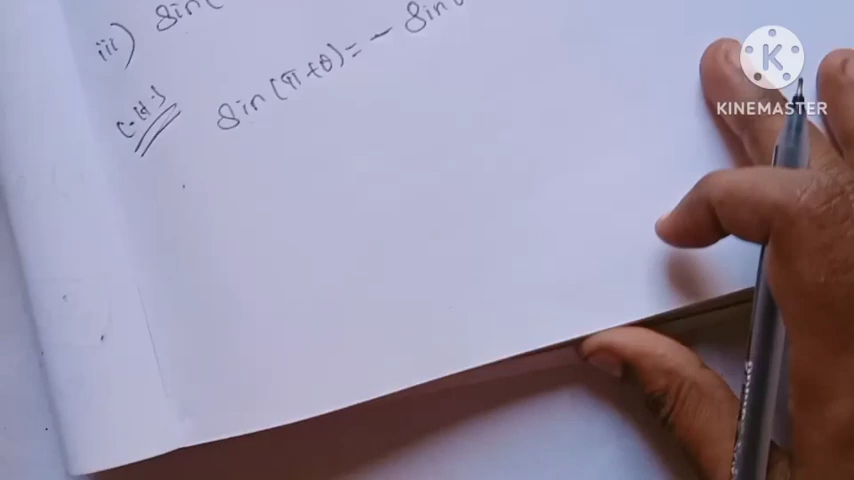 iii) sin(
L.H.S
sin(π+θ) = - sin
K
KINEMASTER